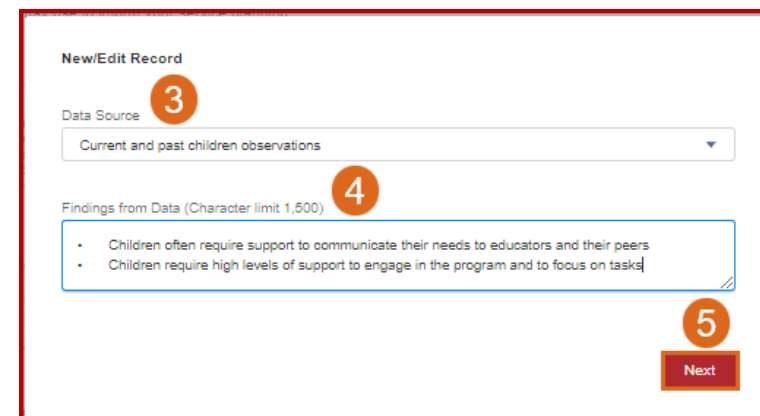 New/Edit Record
3
Data Source
Current and past children observations
4
Findings from Data (Character limit 1,500)
• Children often require support to communicate their needs to educators and their peers
• Children require high levels of support to engage in the program and to focus on tasks
5
Next